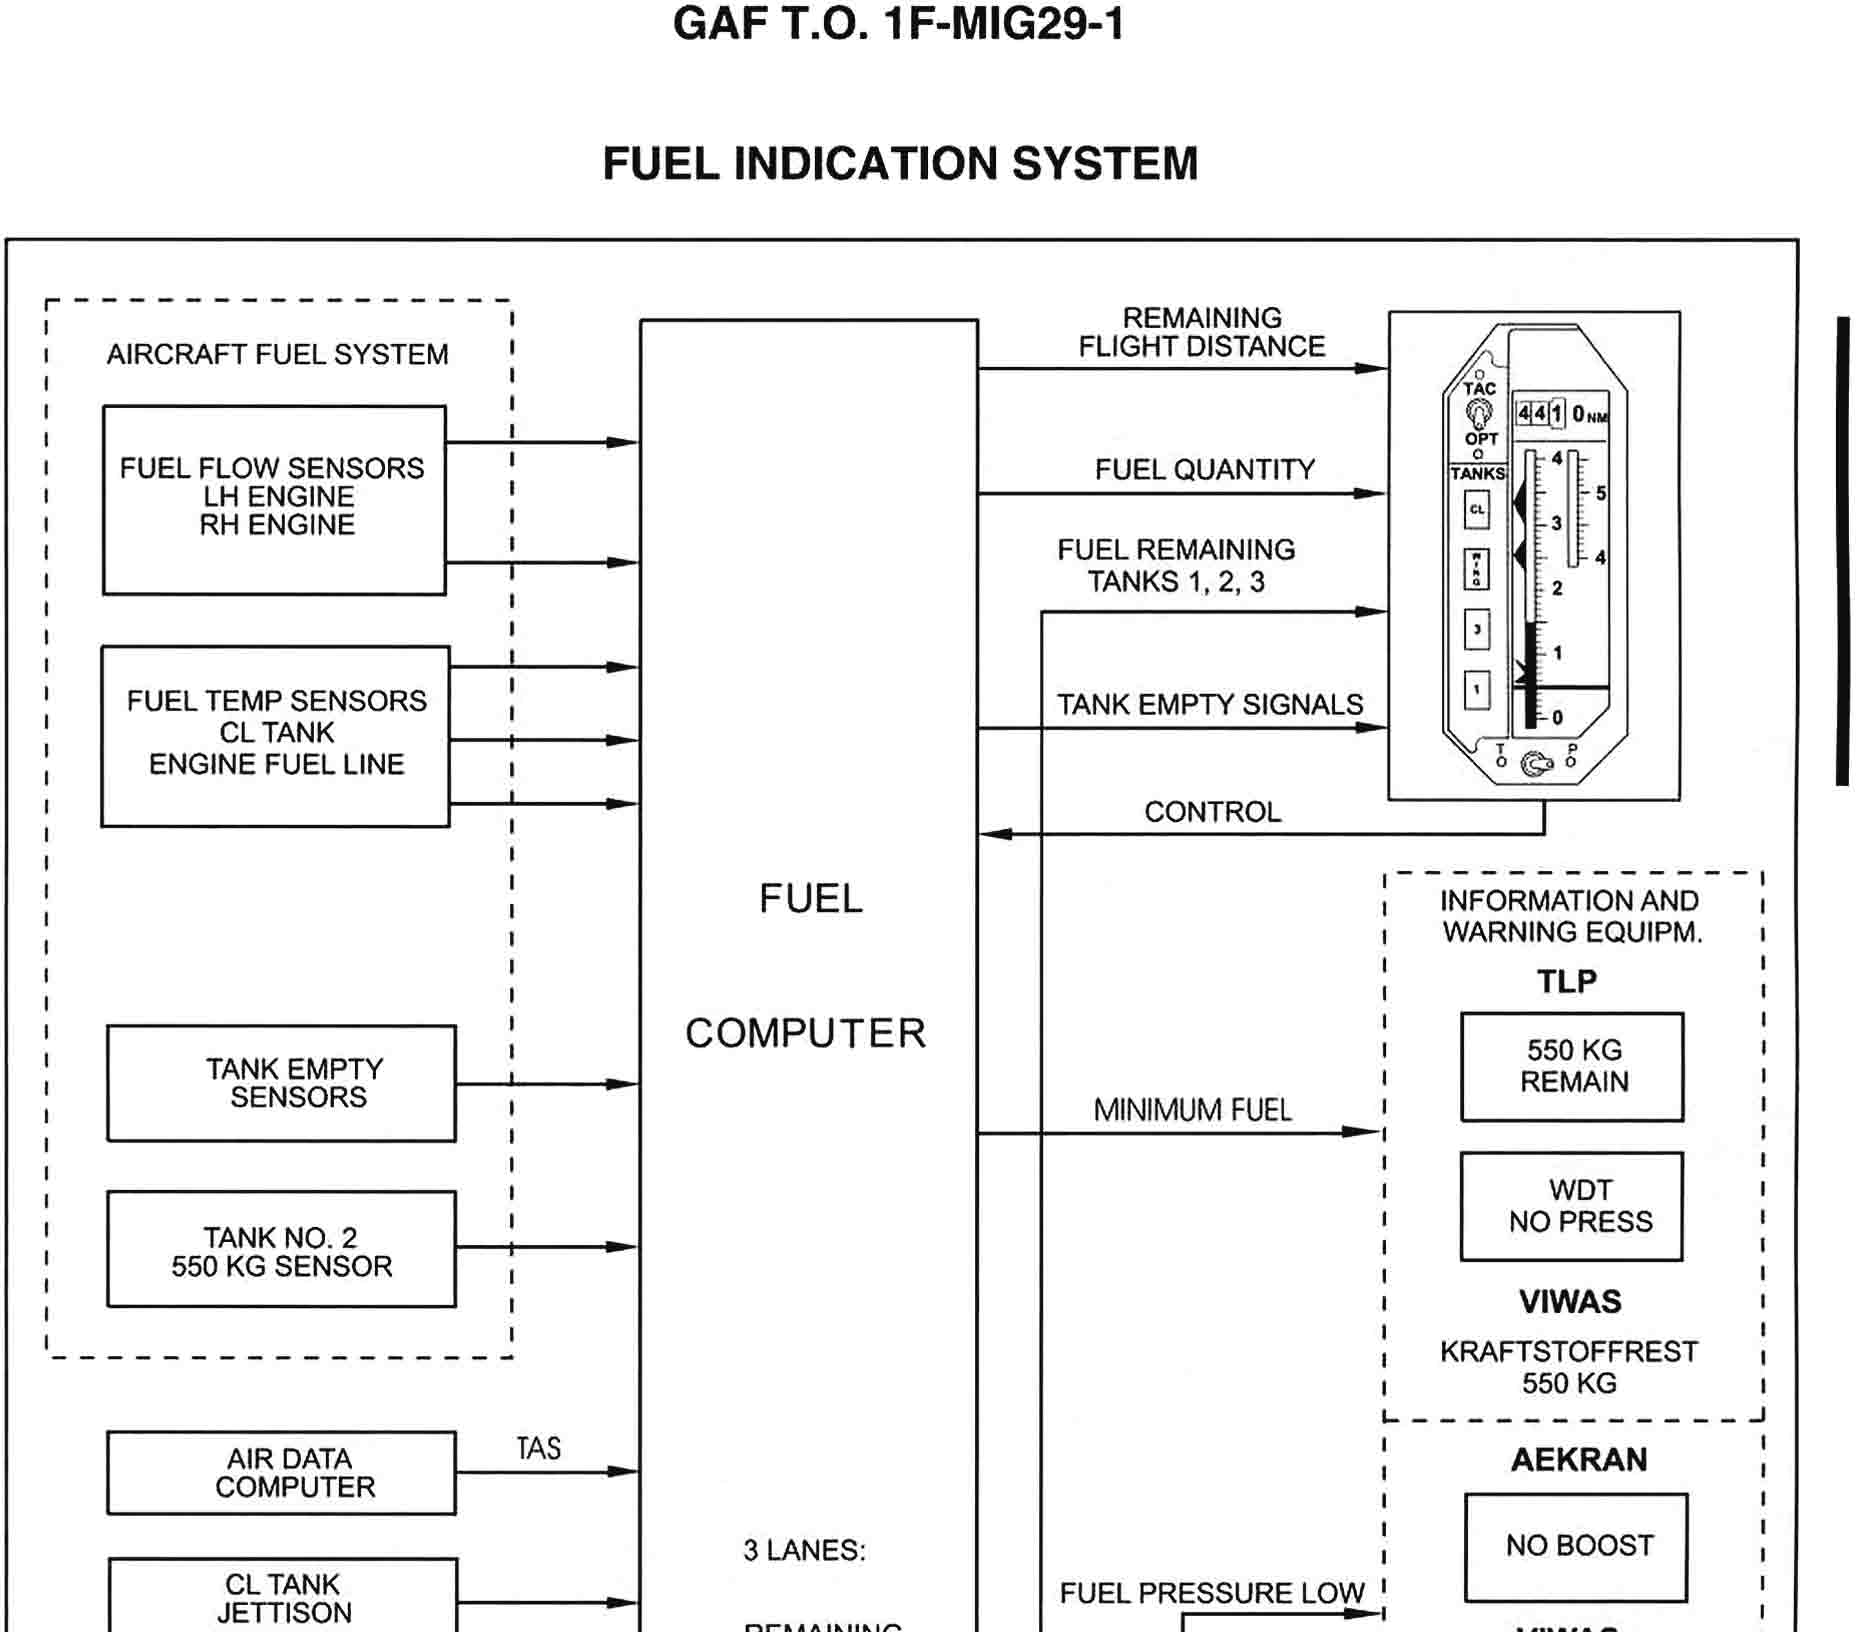 GAF T.O. 1F-MIG29-1
FUEL INDICATION SYSTEM
AIRCRAFT FUEL SYSTEM
FUEL FLOW SENSORS
LH ENGINE
RH ENGINE
FUEL TEMP SENSORS
CL TANK
ENGINE FUEL LINE
TANK EMPTY
SENSORS
TANK NO. 2
550 KG SENSOR
AIR DATA
COMPUTER
TAS
CL TANK
JETTISON
FUEL
COMPUTER
3 LANES:
REMAINING
REMAINING
FLIGHT DISTANCE
FUEL QUANTITY
FUEL REMAINING
TANKS 1, 2, 3
TANK EMPTY SIGNALS
CONTROL
MINIMUM FUEL
FUEL PRESSURE LOW
TAC
OPT
TANKS
CL
WING
3
1
441 0 NM
4
3
2
1
0
5
4
T
P
INFORMATION AND
WARNING EQUIPM.
TLP
550 KG
REMAIN
WDT
NO PRESS
VIWAS
KRAFTSTOFFREST
550 KG
AEKRAN
NO BOOST
VIWAS